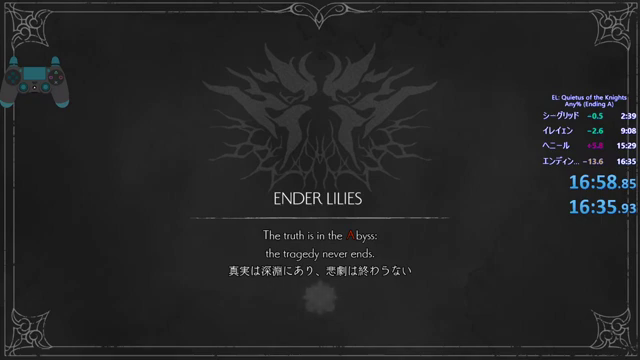 EL: Quietus of the Knights
Any% (Ending A)
シーグリッド -0.5 2:39
イレイェン -2.6 9:08
ヘニール +5.8 15:29
エンディン... -13.6 16:35
16:58.85
16:35.93
ENDER LILIES
The truth is in the Abyss:
the tragedy never ends.
真実は深淵にあり、悲劇は終わらない